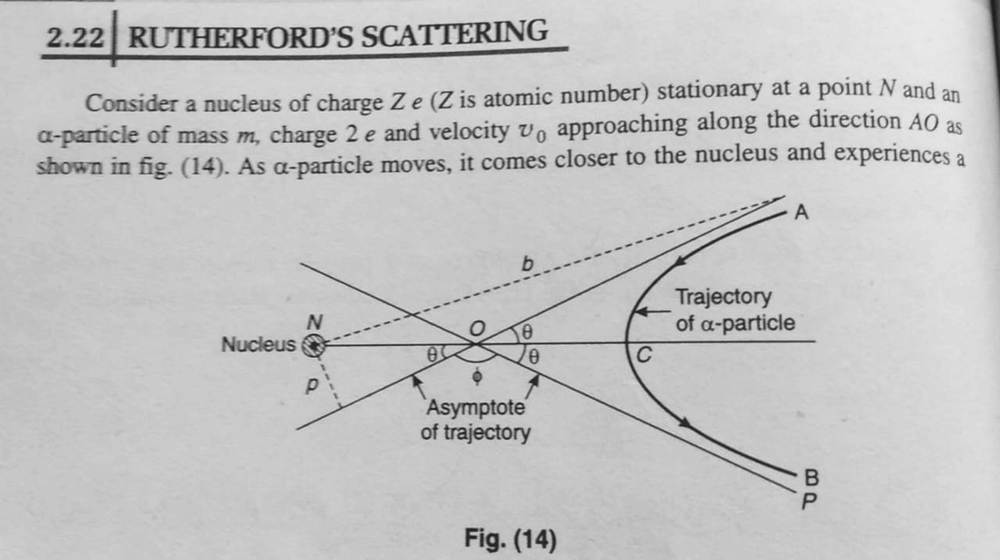 2.22 RUTHERFORD'S SCATTERING
Consider a nucleus of charge Z e (Z is atomic number) stationary at a point N and an
α-particle of mass m, charge 2 e and velocity v₀ approaching along the direction AO as
shown in fig. (14). As α-particle moves, it comes closer to the nucleus and experiences a
A
b
Trajectory
of α-particle
N
O
θ
Nucleus
θ
θ
C
p
ϕ
Asymptote
of trajectory
B
P
Fig. (14)